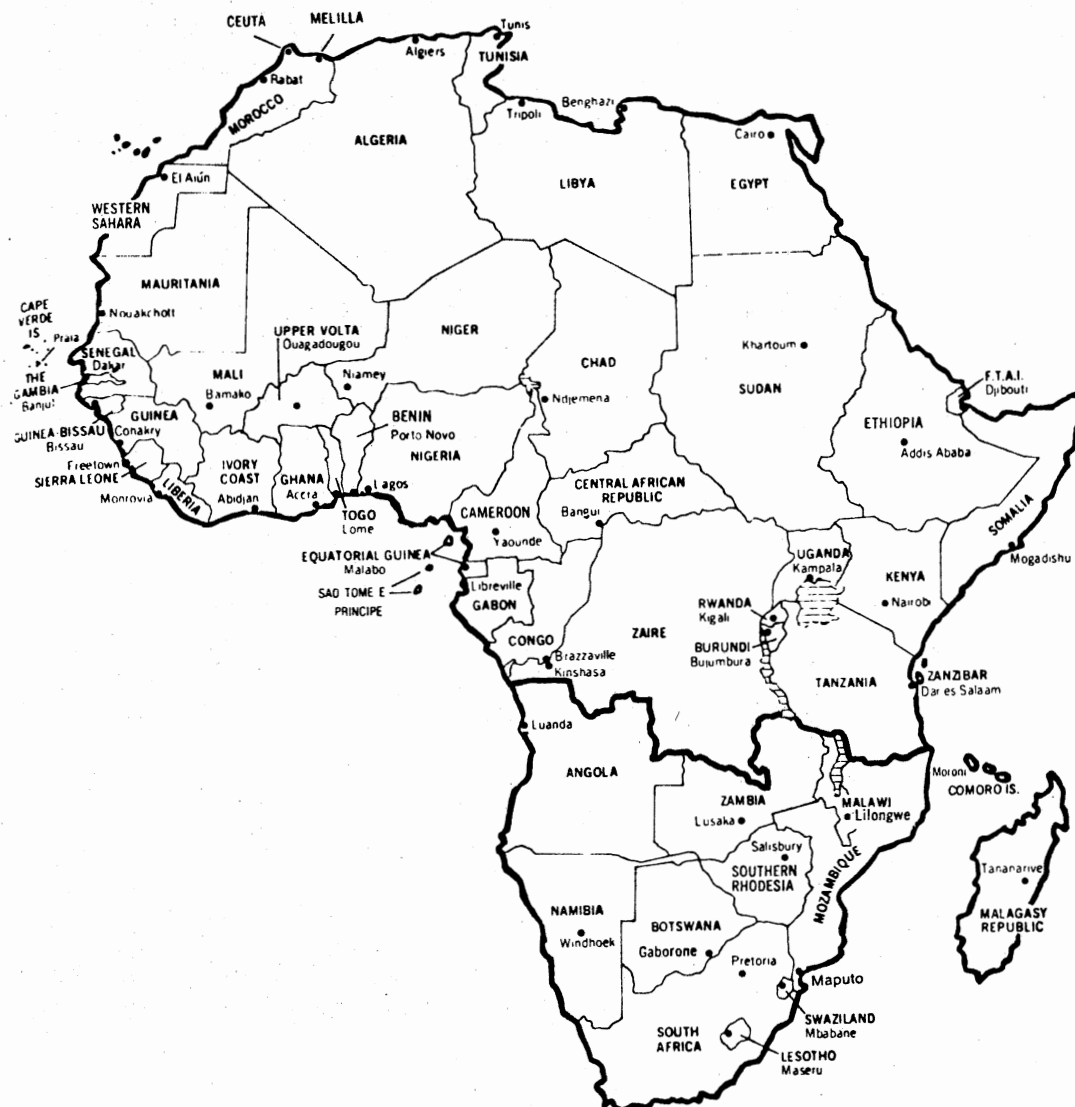 CEUTA
MELILLA
Tunis
Algiers
TUNISIA
Rabat
MOROCCO
Tripoli
Benghazi
Cairo
ALGERIA
LIBYA
EGYPT
El Aiún
WESTERN
SAHARA
MAURITANIA
Nouakchott
CAPE
VERDE
IS
Praia
UPPER VOLTA
Ouagadougou
NIGER
CHAD
Khartoum
SUDAN
SENEGAL
Dakar
THE
GAMBIA
Banjul
MALI
Bamako
Niamey
Ndjemena
F.T.A.I.
Djibouti
GUINEA
Conakry
GUINEA-BISSAU
Bissau
BENIN
Porto Novo
NIGERIA
ETHIOPIA
Addis Ababa
Freetown
SIERRA LEONE
LIBERIA
Monrovia
IVORY
COAST
Abidjan
GHANA
Accra
Lagos
TOGO
Lome
CAMEROON
Yaounde
CENTRAL AFRICAN
REPUBLIC
Bangui
SOMALIA
Mogadishu
EQUATORIAL GUINEA
Malabo
SAO TOME E
PRINCIPE
Libreville
GABON
CONGO
Brazzaville
Kinshasa
ZAIRE
UGANDA
Kampala
KENYA
Nairobi
RWANDA
Kigali
BURUNDI
Bujumbura
TANZANIA
ZANZIBAR
Dar es Salaam
Luanda
ANGOLA
ZAMBIA
Lusaka
MALAWI
Lilongwe
Moroni
COMORO IS.
Salisbury
SOUTHERN
RHODESIA
MOZAMBIQUE
Tananarive
MALAGASY
REPUBLIC
NAMIBIA
Windhoek
BOTSWANA
Gaborone
Pretoria
Maputo
SWAZILAND
Mbabane
SOUTH
AFRICA
LESOTHO
Maseru